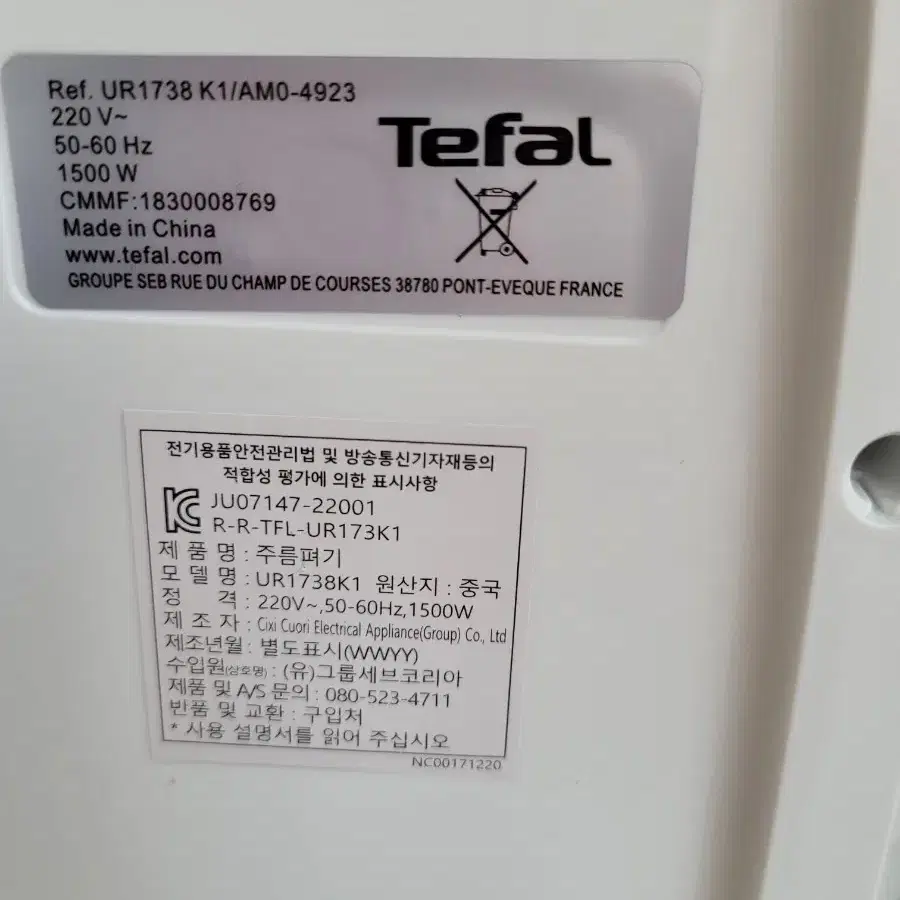 Ref. UR1738 K1/AM0-4923
220 V~
50-60 Hz
1500 W
CMMF:1830008769
Made in China
www.tefal.com
Tefal
GROUPE SEB RUE DU CHAMP DE COURSES 38780 PONT-EVEQUE FRANCE
전기용품안전관리법 및 방송통신기자재등의
적합성 평가에 의한 표시사항
JU07147-22001
R-R-TFL-UR173K1
제 품 명 : 주름펴기
모 델 명 : UR1738K1 원산지 : 중국
정 격 : 220V~,50-60Hz,1500W
제 조 자 : Cixi Cuori Electrical Appliance(Group) Co., Ltd
제조년월 : 별도표시(WWYY)
수입원(상호명) : (유)그룹세브코리아
제품 및 A/S 문의 : 080-523-4711
반품 및 교환 : 구입처
* 사용 설명서를 읽어 주십시오
NC00171220